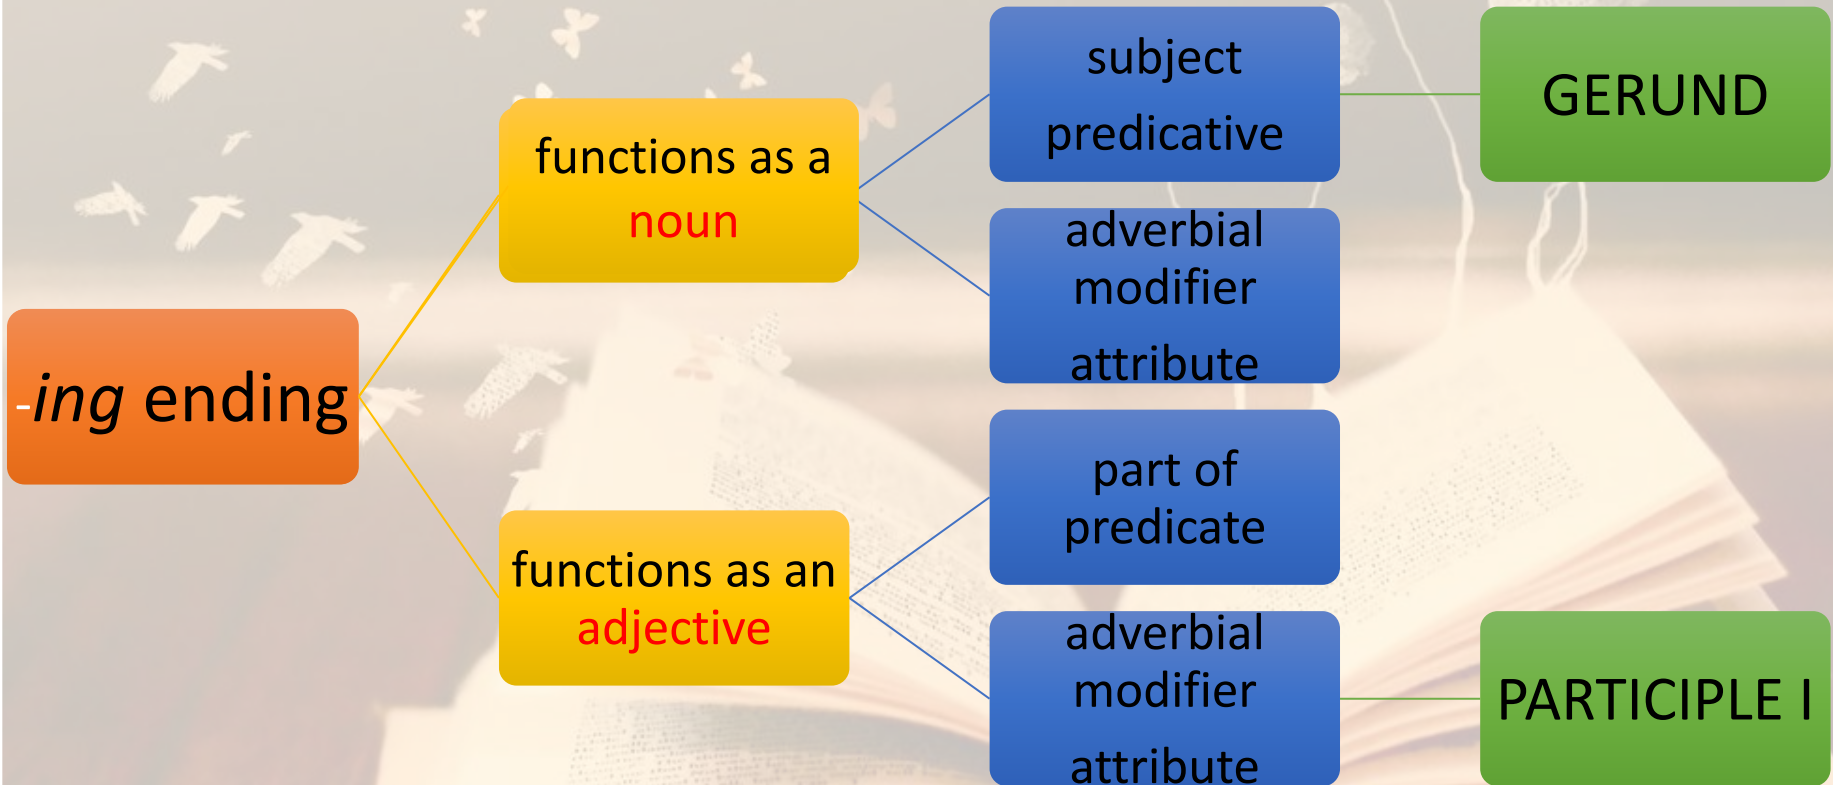 -ing ending
functions as a
noun
functions as an
adjective
subject
predicative
adverbial
modifier
attribute
part of
predicate
adverbial
modifier
attribute
GERUND
PARTICIPLE I